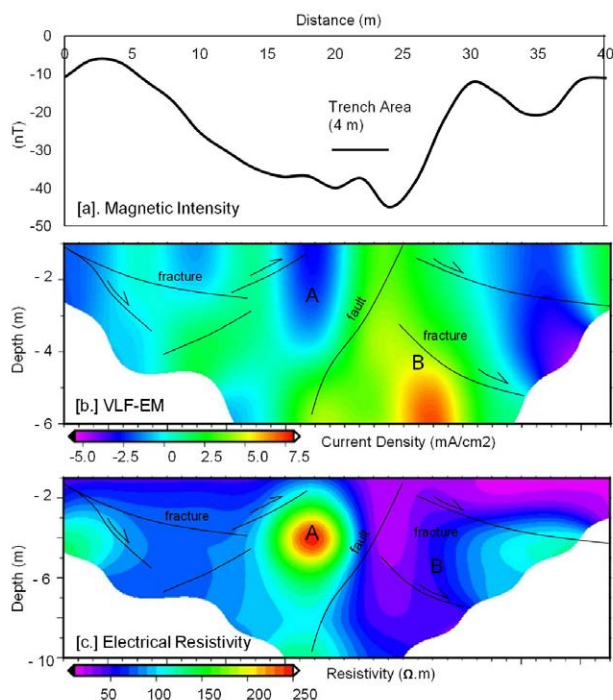 Distance (m)
0 5 10 15 20 25 30 35 40
0
-10
-20
- 30
- 40
-50
(nT)
Trench Area
(4 m)
[a]. Magnetic Intensity
- 2
- 4
- 6
Depth (m)
fracture
A
fault
fracture
B
[b.] VLF-EM
-5.0 -2.5 0 2.5 5.0 7.5
Current Density (mA/cm2)
- 2
- 6
- 10
Depth (m)
fracture
A
fault
fracture
B
[c.] Electrical Resistivity
50 100 150 200 250
Resistivity (Ω.m)